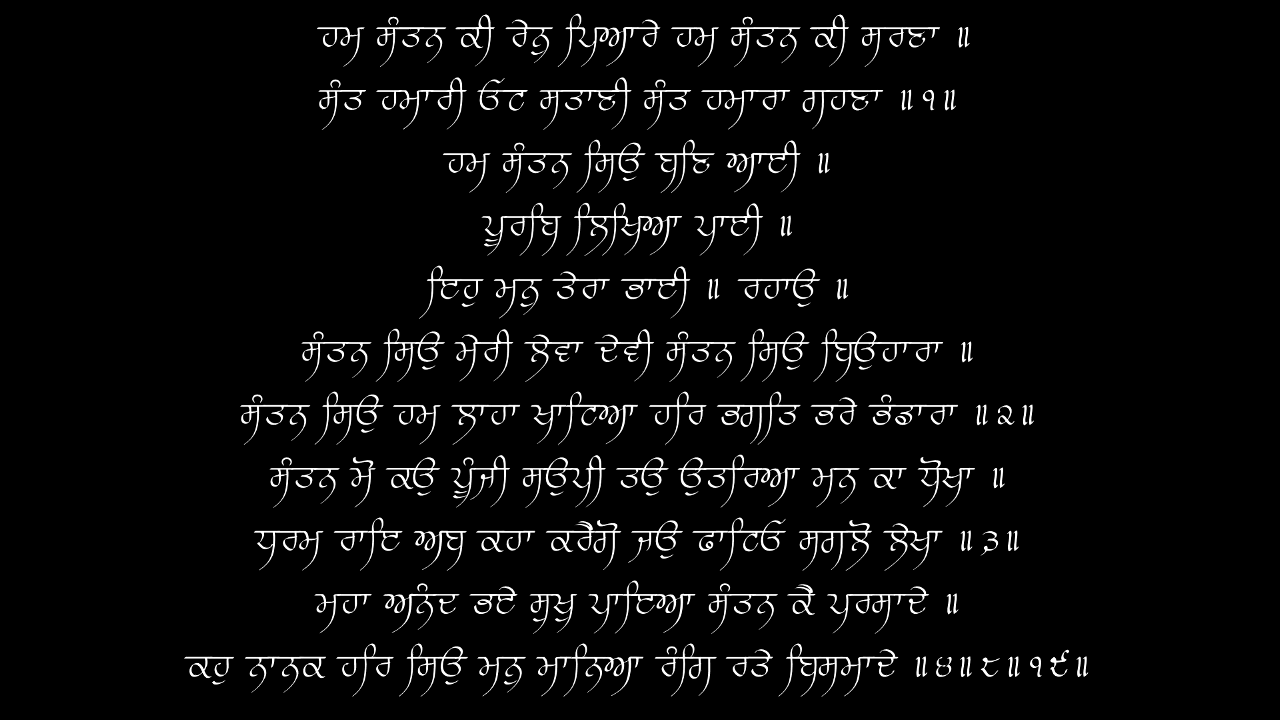 ਹਮ ਸੰਤਨ ਕੀ ਰੇਨੁ ਪਿਆਰੇ ਹਮ ਸੰਤਨ ਕੀ ਸਰਣਾ ॥
ਸੰਤ ਹਮਾਰੀ ਓਟ ਸਤਾਣੀ ਸੰਤ ਹਮਾਰਾ ਗਹਣਾ ॥੧॥
ਹਮ ਸੰਤਨ ਸਿਉ ਬਣਿ ਆਈ ॥
ਪੂਰਬਿ ਲਿਖਿਆ ਪਾਈ ॥
ਇਹੁ ਮਨੁ ਤੇਰਾ ਭਾਈ ॥ ਰਹਾਉ ॥
ਸੰਤਨ ਸਿਉ ਮੇਰੀ ਲੇਵਾ ਦੇਵੀ ਸੰਤਨ ਸਿਉ ਬਿਉਹਾਰਾ ॥
ਸੰਤਨ ਸਿਉ ਹਮ ਲਾਹਾ ਖਾਟਿਆ ਹਰਿ ਭਗਤਿ ਭਰੇ ਭੰਡਾਰਾ ॥੨॥
ਸੰਤਨ ਮੋ ਕਉ ਪੂੰਜੀ ਸਉਪੀ ਤਉ ਉਤਰਿਆ ਮਨ ਕਾ ਧੋਖਾ ॥
ਧਰਮ ਰਾਇ ਅਬ ਕਹਾ ਕਰੈਗੋ ਜਉ ਫਾਟਿਓ ਸਗਲੋ ਲੇਖਾ ॥੩॥
ਮਹਾ ਅਨੰਦ ਭਏ ਸੁਖੁ ਪਾਇਆ ਸੰਤਨ ਕੈ ਪਰਸਾਦੇ ॥
ਕਹੁ ਨਾਨਕ ਹਰਿ ਸਿਉ ਮਨੁ ਮਾਨਿਆ ਰੰਗਿ ਰਤੇ ਬਿਸਮਾਦੇ ॥੪॥੮॥੧੯॥